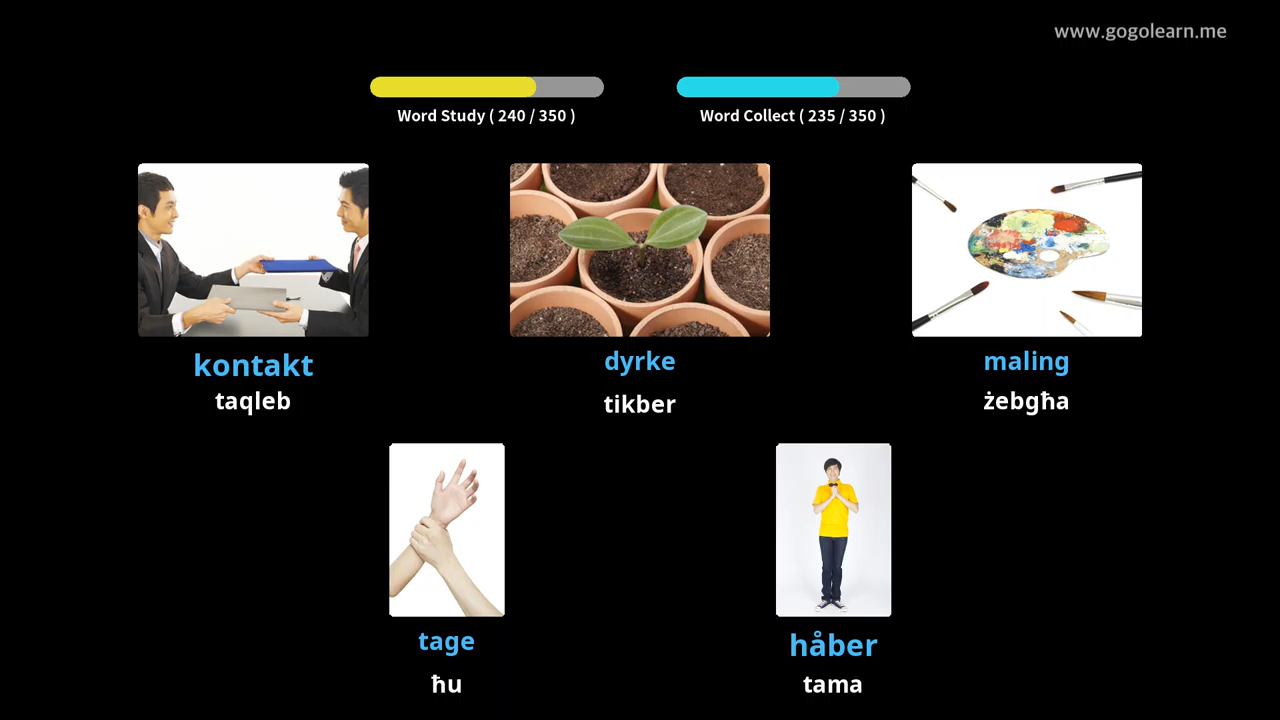 www.gogolearn.me
Word Study ( 240 / 350 )
Word Collect ( 235 / 350 )
kontakt
taqleb
dyrke
tikber
maling
żebgħa
tage
ħu
håber
tama